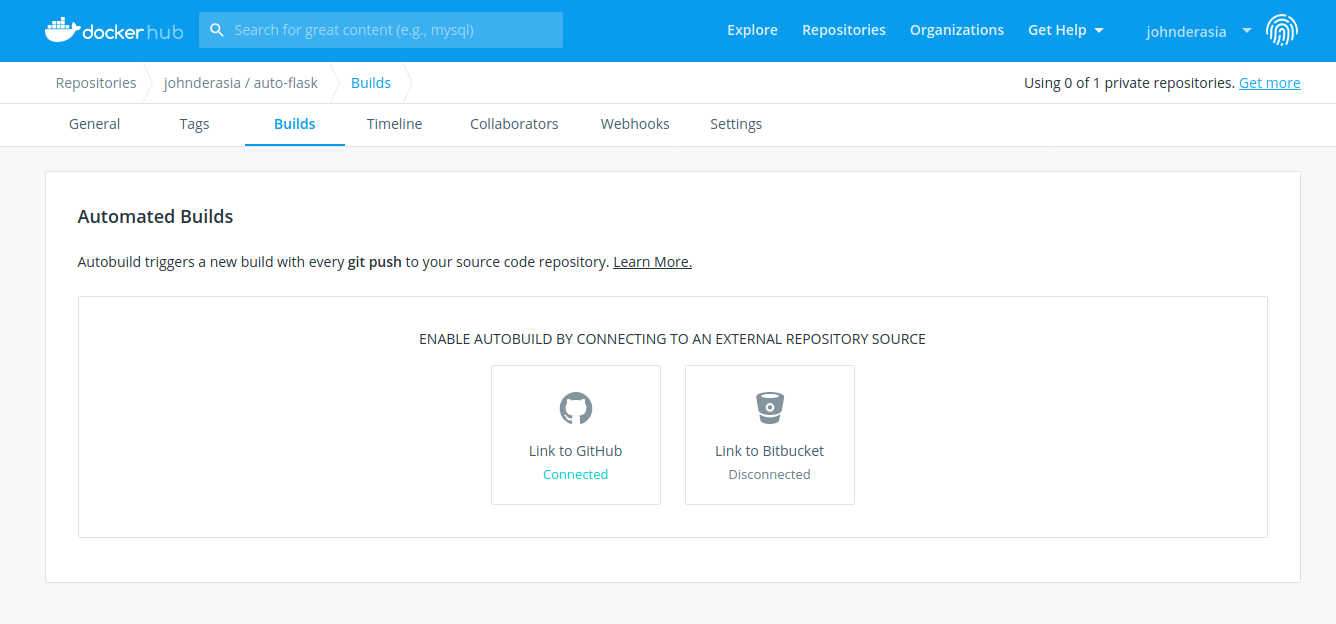 docker hub Search for great content (e.g., mysql) Explore Repositories Organizations Get Help johnderasia
Repositories johnderasia / auto-flask Builds Using 0 of 1 private repositories. Get more
General Tags Builds Timeline Collaborators Webhooks Settings
Automated Builds
Autobuild triggers a new build with every git push to your source code repository. Learn More.
ENABLE AUTOBUILD BY CONNECTING TO AN EXTERNAL REPOSITORY SOURCE
Link to GitHub Link to Bitbucket
Connected Disconnected